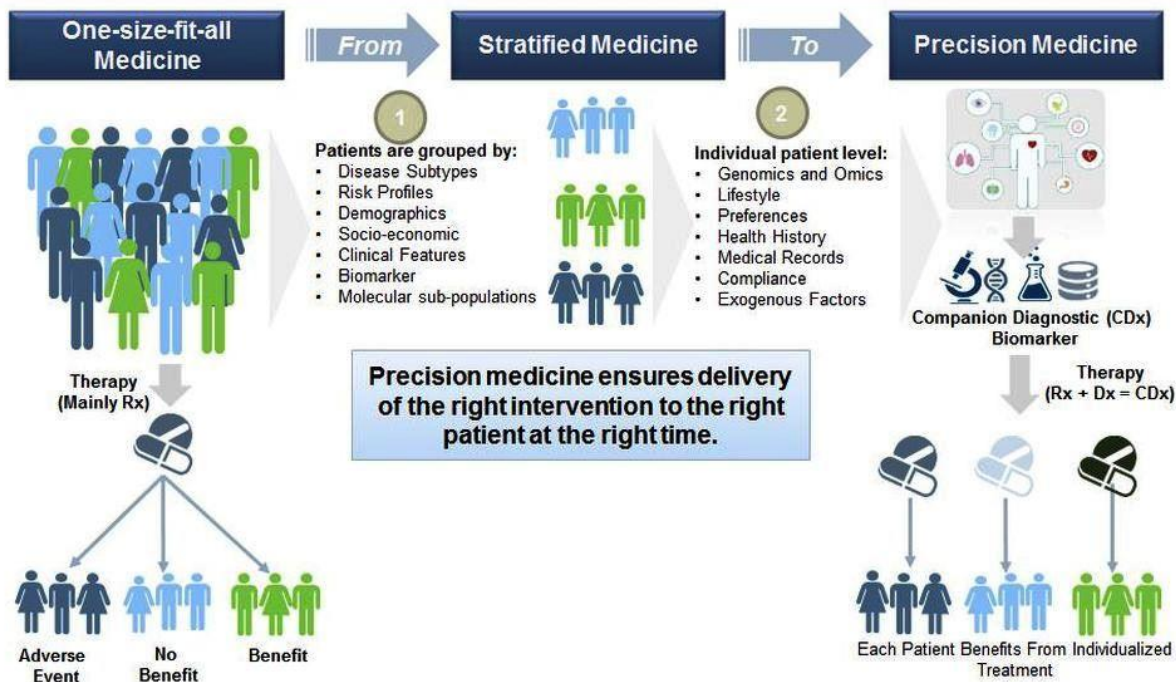 One-size-fit-all
Medicine
From
Stratified Medicine
To
Precision Medicine
1
Patients are grouped by:
• Disease Subtypes
• Risk Profiles
• Demographics
• Socio-economic
• Clinical Features
• Biomarker
• Molecular sub-populations
2
Individual patient level:
• Genomics and Omics
• Lifestyle
• Preferences
• Health History
• Medical Records
• Compliance
• Exogenous Factors
Companion Diagnostic (CDx)
Biomarker
Therapy
(Mainly Rx)
Precision medicine ensures delivery
of the right intervention to the right
patient at the right time.
Therapy
(Rx + Dx = CDx)
Adverse
Event
No
Benefit
Benefit
Each Patient
Benefits From
Treatment
Individualized